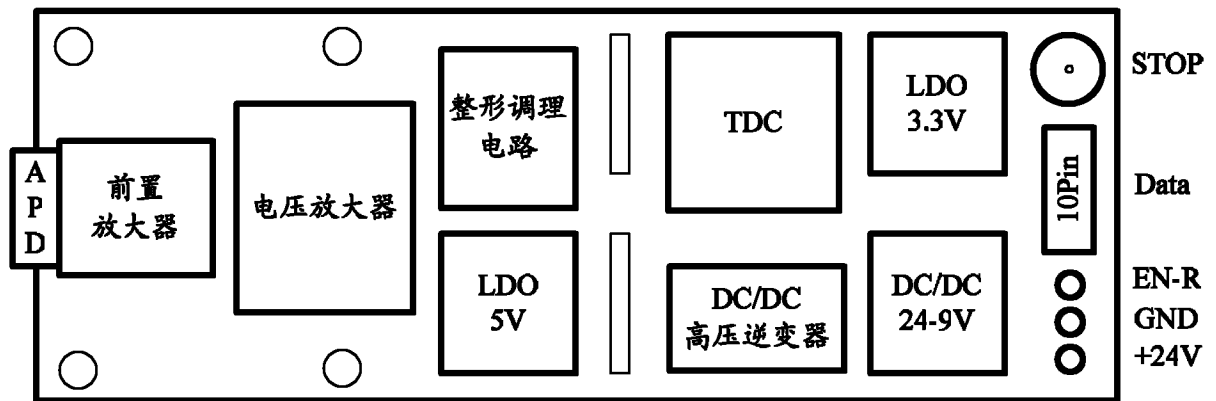 APD
前置
放大器
电压放大器
整形调理
电路
LDO
5V
TDC
DC/DC
高压逆变器
LDO
3.3V
DC/DC
24-9V
10Pin
STOP
Data
EN-R
GND
+24V